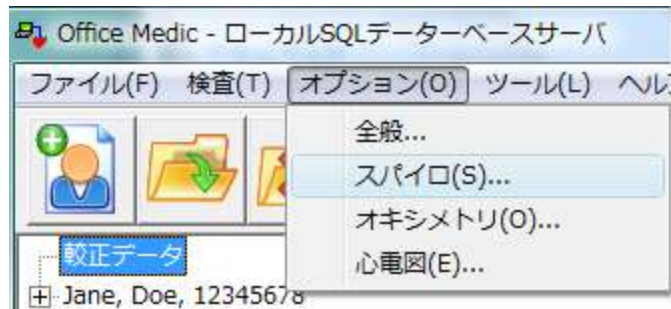 Office Medic - ローカルSQLデーターベースサーバ
ファイル(F) 検査(T) オプション(O) ツール(L) ヘル
全般...
スパイロ(S)...
オキシメトリ(O)...
心電図(E)...
較正データ
Jane, Doe, 12345678